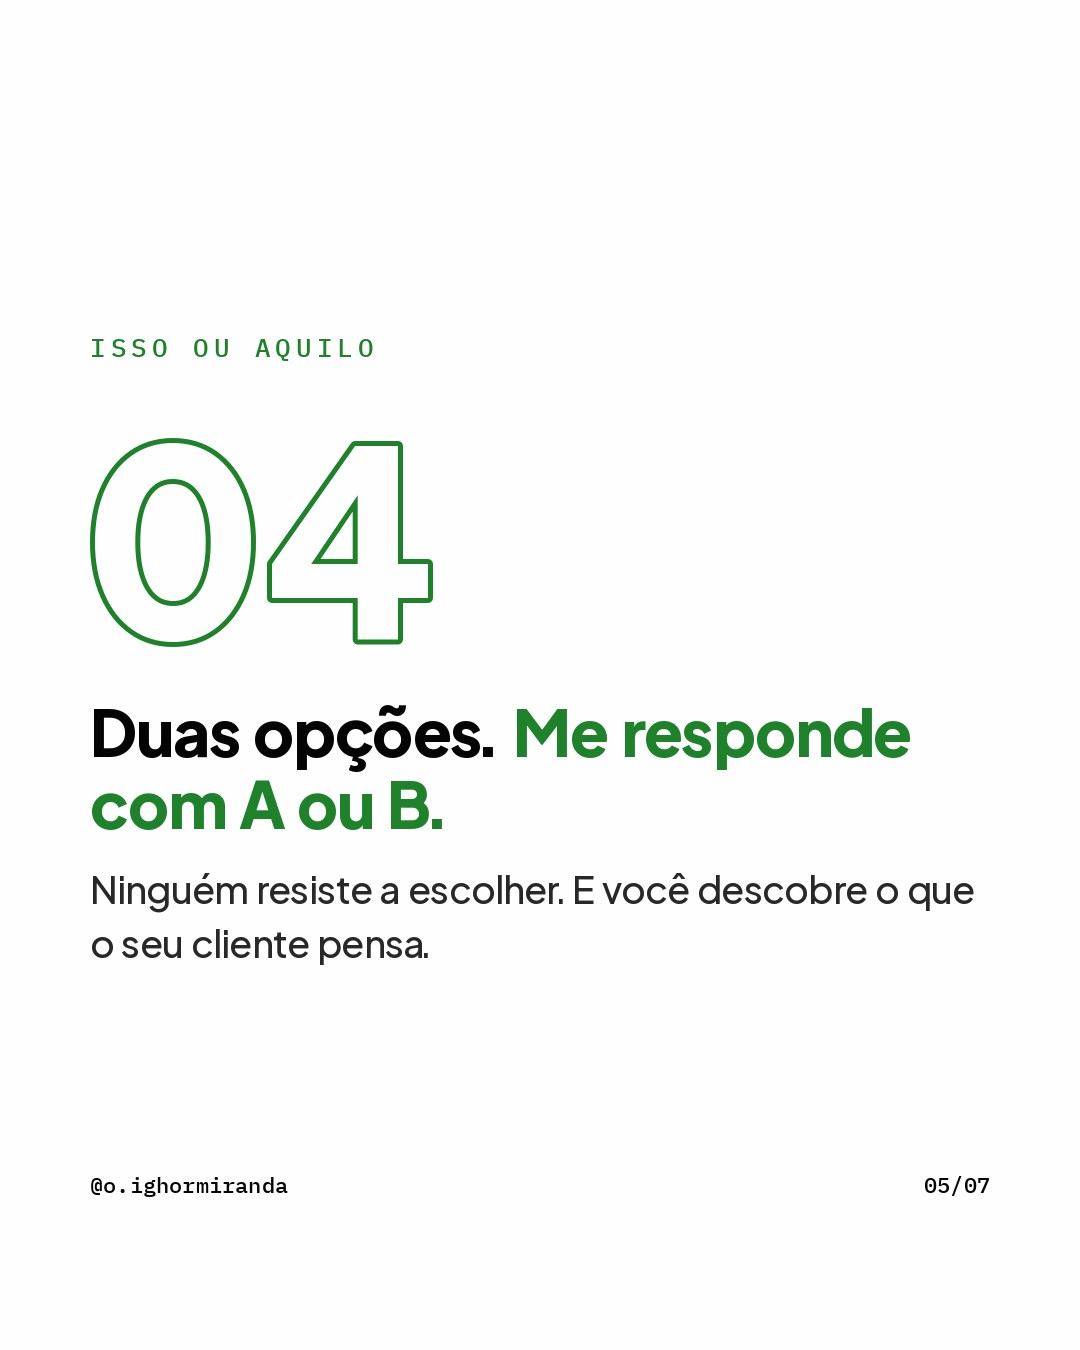 ISSO OU AQUILO
04
Duas opções. Me responde
com A ou B.
Ninguém resiste a escolher. E você descobre o que
o seu cliente pensa.
@o.ighormiranda
05/07